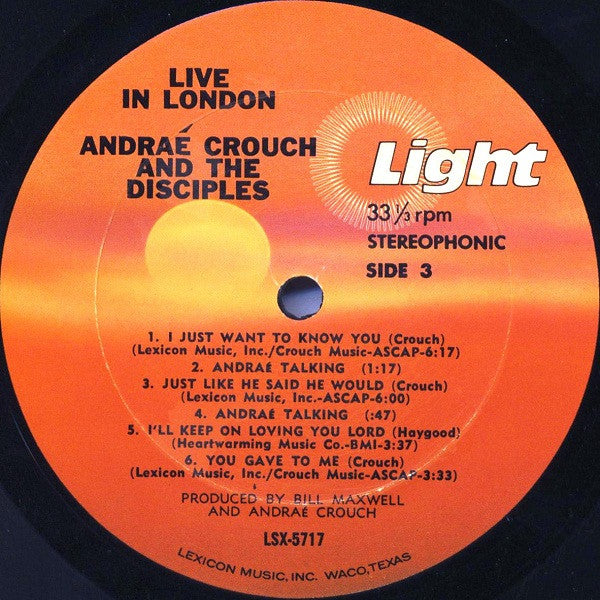 LIVE
IN LONDON
ANDRAÉ CROUCH
AND THE
DISCIPLES
Light
33 ⅓ rpm
STEREOPHONIC
SIDE 3
1. I JUST WANT TO KNOW YOU (Crouch)
(Lexicon Music, Inc./Crouch Music-ASCAP-6:17)
2. ANDRAÉ TALKING (1:17)
3. JUST LIKE HE SAID HE WOULD (Crouch)
(Lexicon Music, Inc.-ASCAP-6:00)
4. ANDRAÉ TALKING (:47)
5. I'LL KEEP ON LOVING YOU LORD (Haygood)
(Heartwarming Music Co.-BMI-3:37)
6. YOU GAVE TO ME (Crouch)
(Lexicon Music, Inc./Crouch Music-ASCAP-3:33)
PRODUCED BY BILL MAXWELL
AND ANDRAÉ CROUCH
LSX-5717
LEXICON MUSIC, INC. WACO, TEXAS